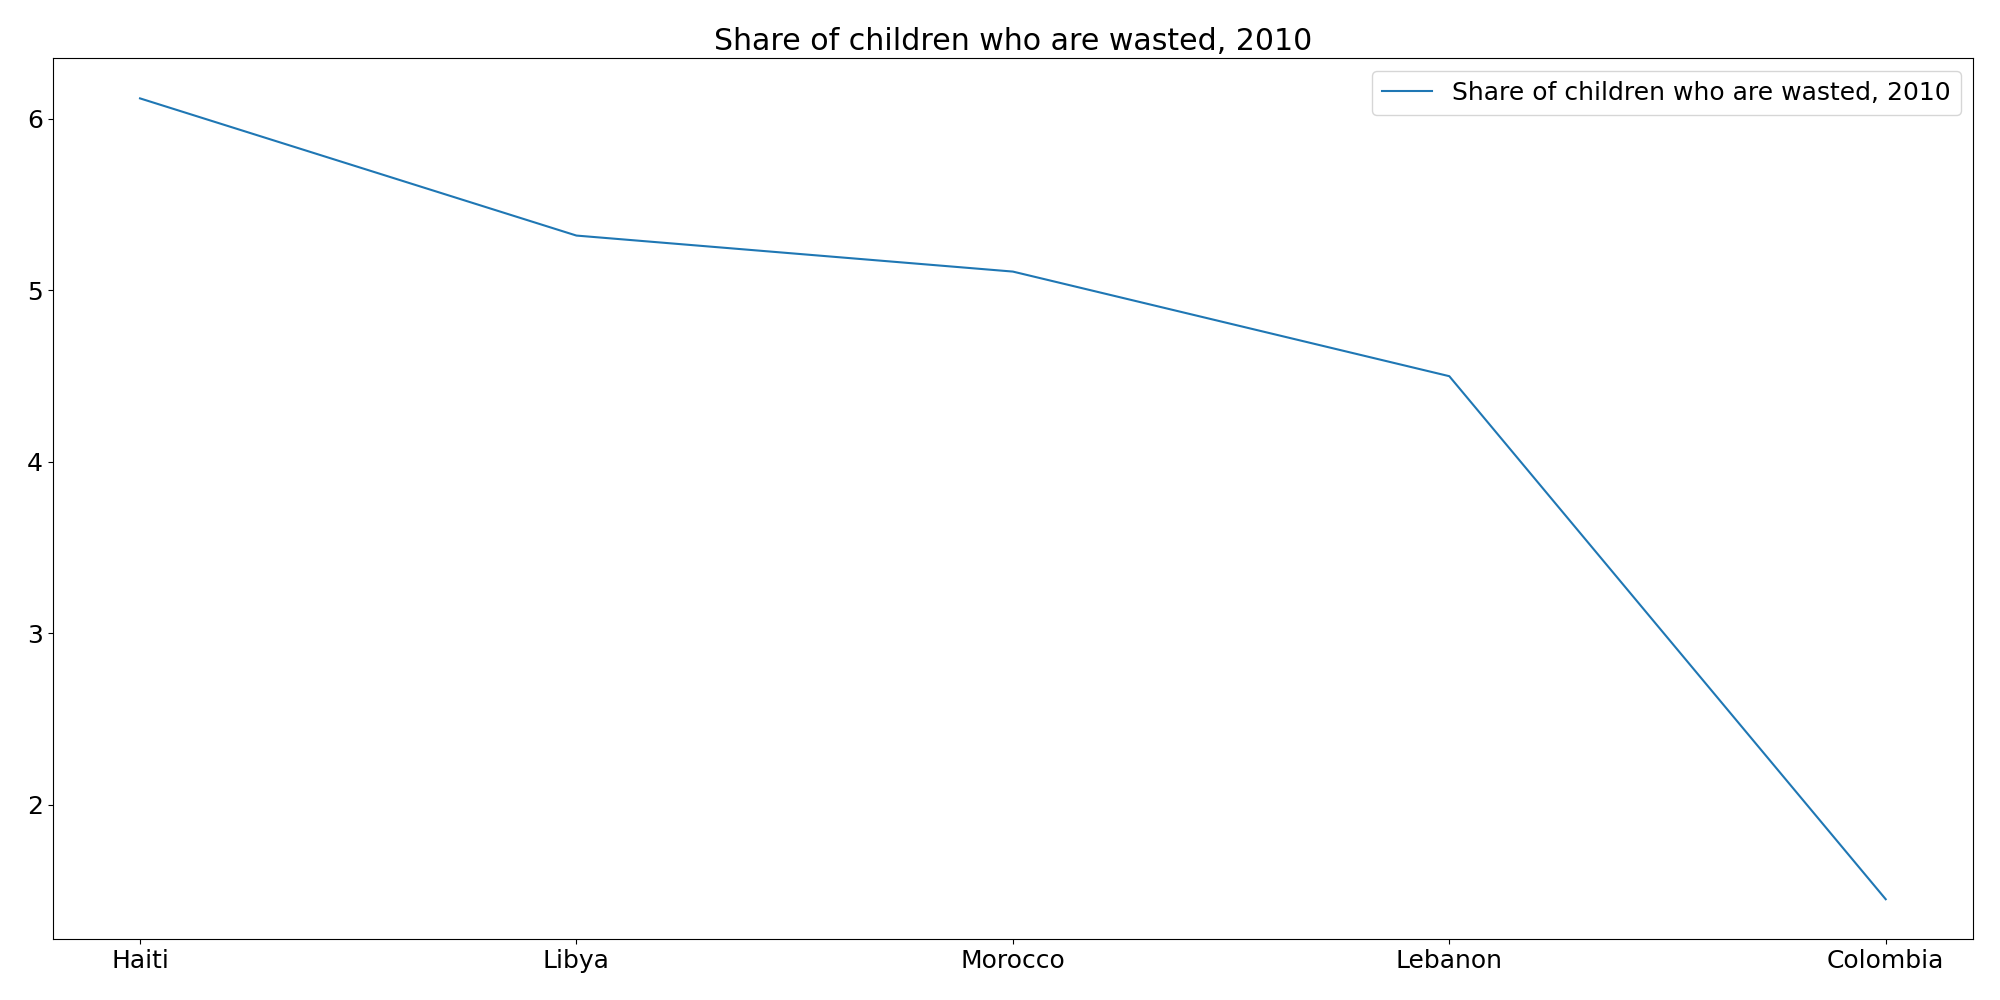 Share of children who are wasted, 2010
Share of children who are wasted, 2010
6
5
4
3
2
Haiti Libya Morocco Lebanon Colombia